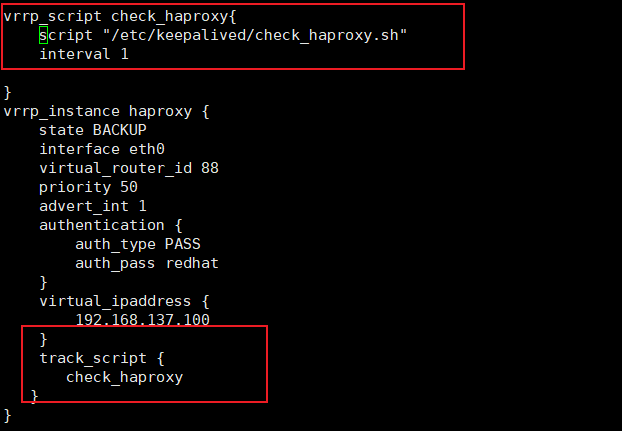 vrrp_script check_haproxy{
    script "/etc/keepalived/check_haproxy.sh"
    interval 1
}
vrrp_instance haproxy {
    state BACKUP
    interface eth0
    virtual_router_id 88
    priority 50
    advert_int 1
    authentication {
        auth_type PASS
        auth_pass redhat
    }
    virtual_ipaddress {
        192.168.137.100
    }
    track_script {
       check_haproxy
   }
}